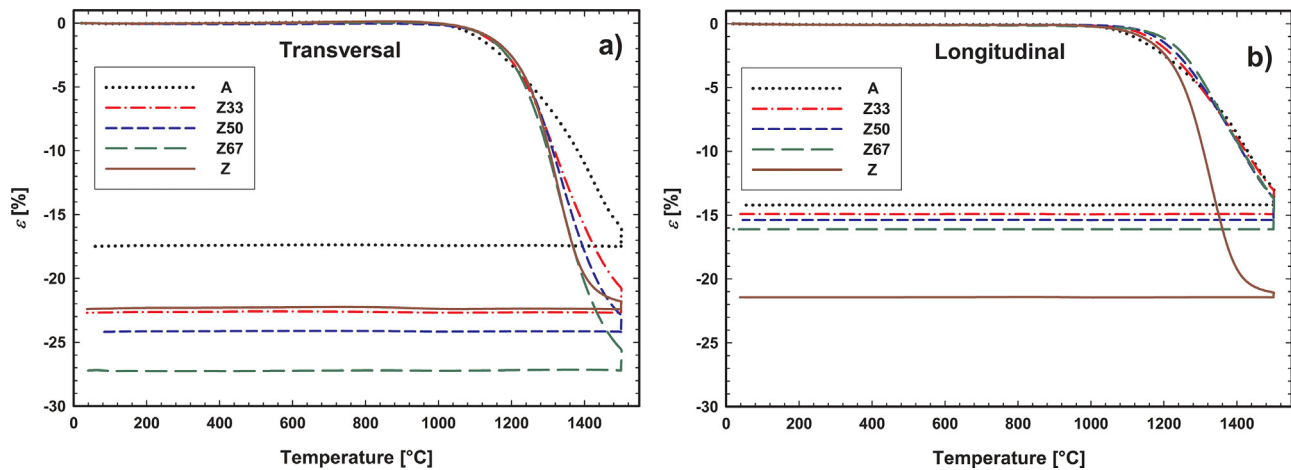 Transversal
a)
A
Z33
Z50
Z67
Z
ε [%]
0
-5
-10
-15
-20
-25
-30
0 200 400 600 800 1000 1200 1400
Temperature [°C]
Longitudinal
b)
A
Z33
Z50
Z67
Z
ε [%]
0
-5
-10
-15
-20
-25
-30
0 200 400 600 800 1000 1200 1400
Temperature [°C]